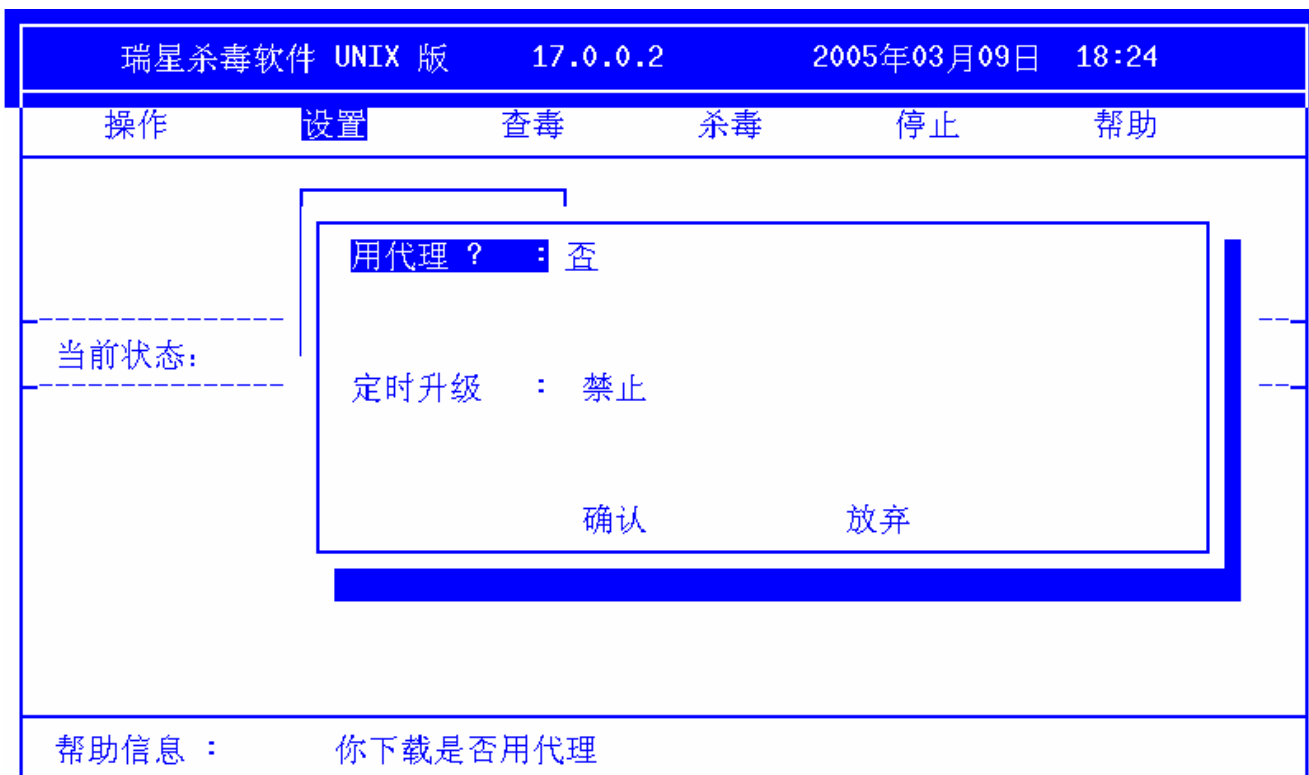 瑞星杀毒软件 UNIX 版 17.0.0.2 2005年03月09日 18:24
操作 设置 查毒 杀毒 停止 帮助
用代理 ? : 否
当前状态:
定时升级 : 禁止
确认 放弃
帮助信息 : 你下载是否用代理